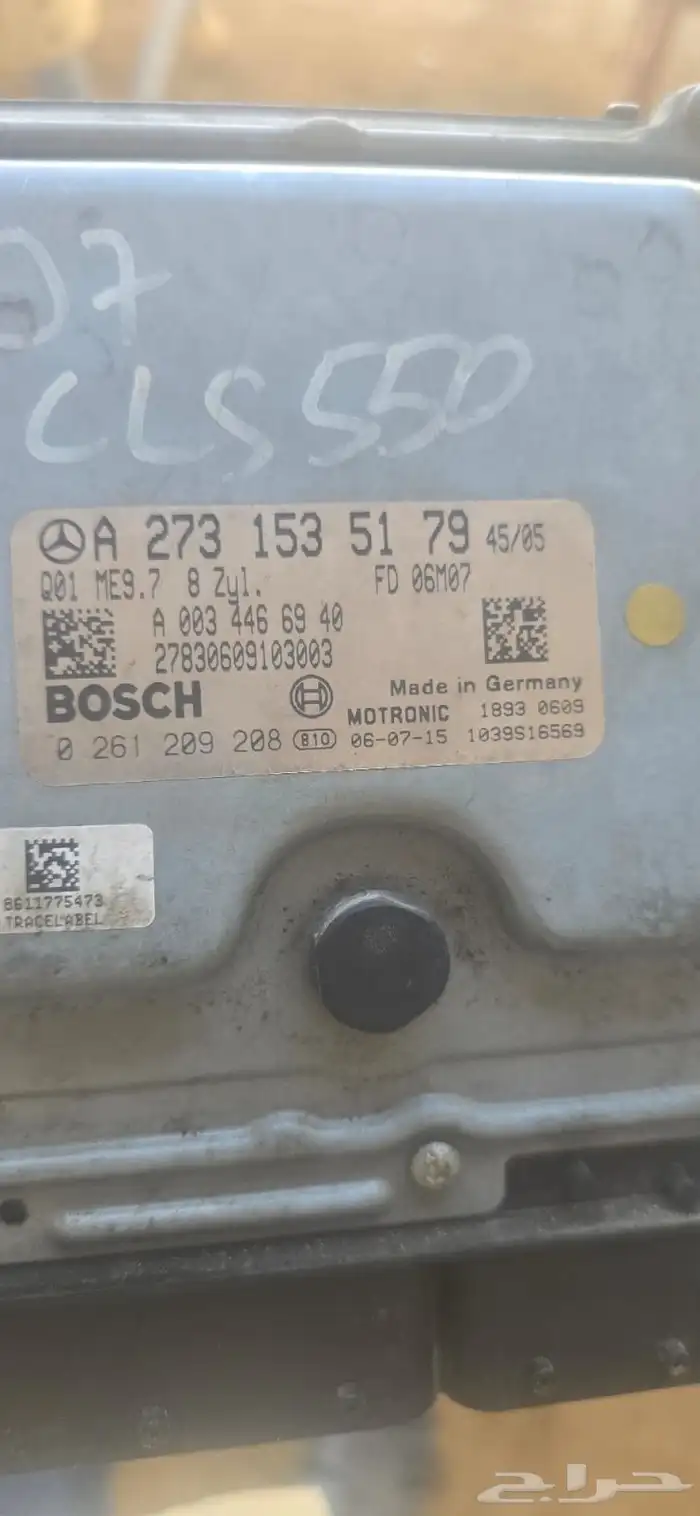 07
CLS 550
A 273 153 51 79 45/05
Q01 ME9.7 8 Zyl. FD 06M07
A 003 446 69 40
27830609103003
BOSCH
Made in Germany
MOTRONIC 1893 0609
0 261 209 208 810 06-07-15 1039S16569
8611775473
TRACELABEL
حراج